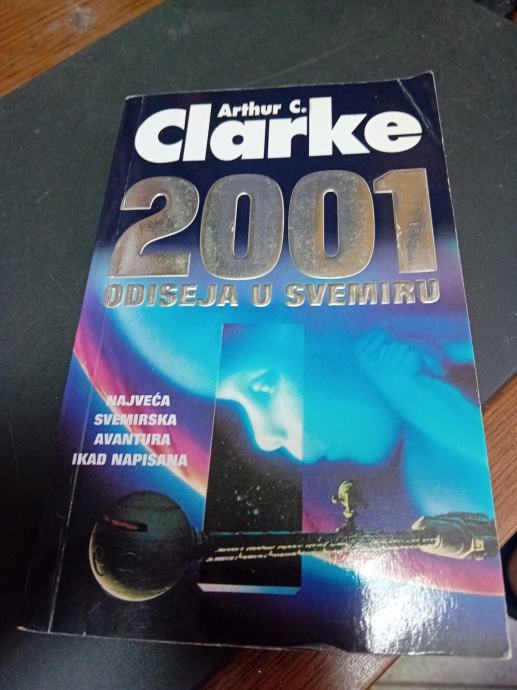 Arthur C.
Clarke
2001
ODISEJA U SVEMIRU
NAJVEĆA
SVEMIRSKA
AVANTURA
IKAD NAPISANA